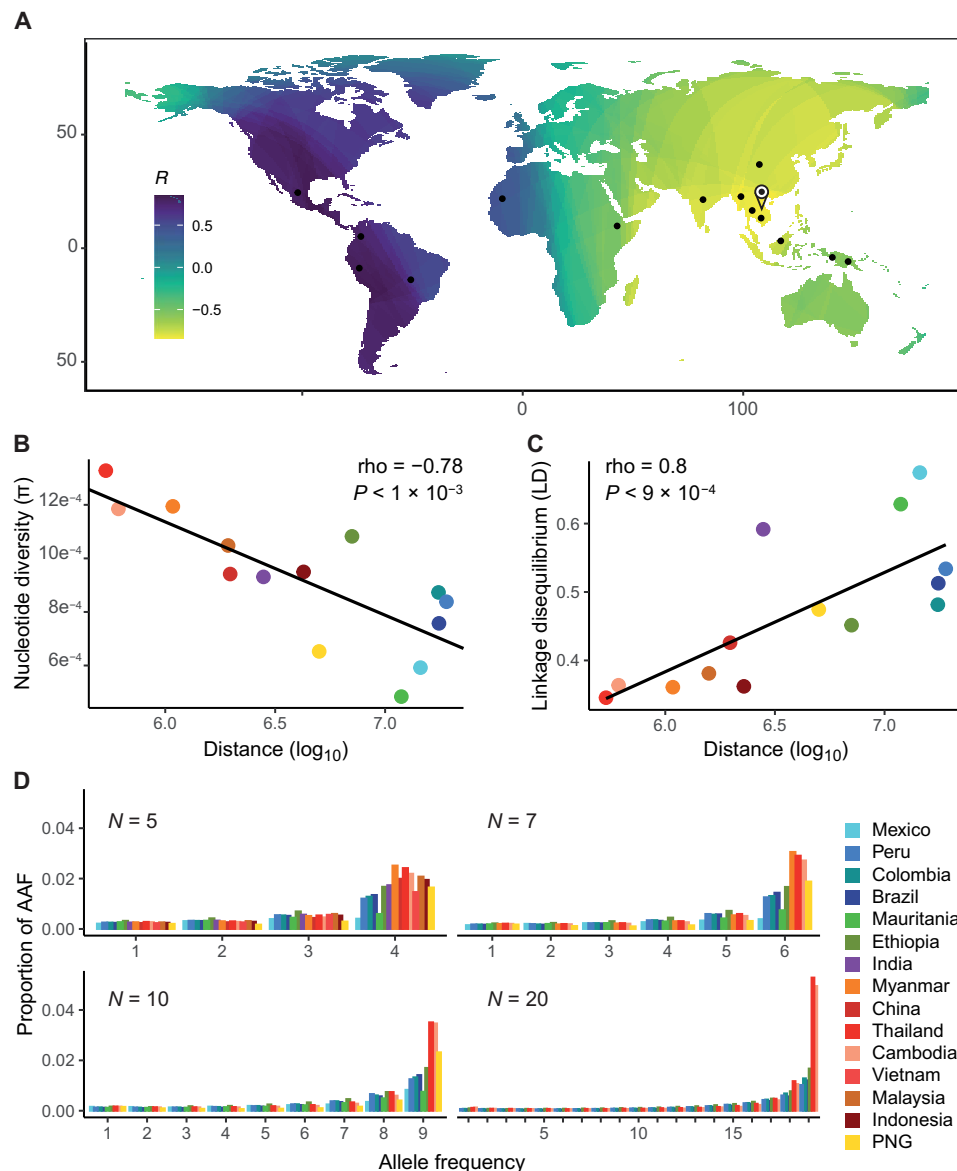 A
50
0
50
R
0.5
0.0
−0.5
0
100
B
Nucleotide diversity (π)
12e⁻⁴
10e⁻⁴
8e⁻⁴
6e⁻⁴
rho = −0.78
P < 1 × 10⁻³
6.0 6.5 7.0
Distance (log₁₀)
C
Linkage disequilibrium (LD)
0.6
0.5
0.4
rho = 0.8
P < 9 × 10⁻⁴
6.0 6.5 7.0
Distance (log₁₀)
D
Proportion of AAF
0.04
0.02
0.00
N = 5
1 2 3 4
N = 7
1 2 3 4 5 6
0.04
0.02
0.00
N = 10
1 2 3 4 5 6 7 8 9
N = 20
1 5 10 15
Allele frequency
Mexico
Peru
Colombia
Brazil
Mauritania
Ethiopia
India
Myanmar
China
Thailand
Cambodia
Vietnam
Malaysia
Indonesia
PNG